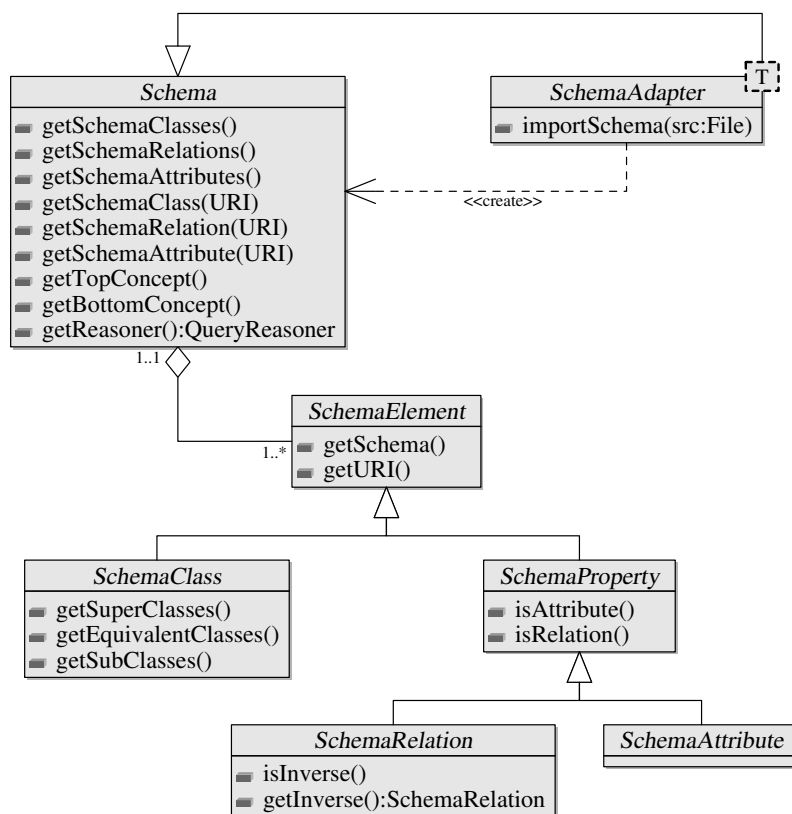 T
Schema
getSchemaClasses()
getSchemaRelations()
getSchemaAttributes()
getSchemaClass(URI)
getSchemaRelation(URI)
getSchemaAttribute(URI)
getTopConcept()
getBottomConcept()
getReasoner():QueryReasoner
SchemaAdapter
importSchema(src:File)
<<create>>
1..1
1..*
SchemaElement
getSchema()
getURI()
SchemaClass
getSuperClasses()
getEquivalentClasses()
getSubClasses()
SchemaProperty
isAttribute()
isRelation()
SchemaRelation
isInverse()
getInverse():SchemaRelation
SchemaAttribute